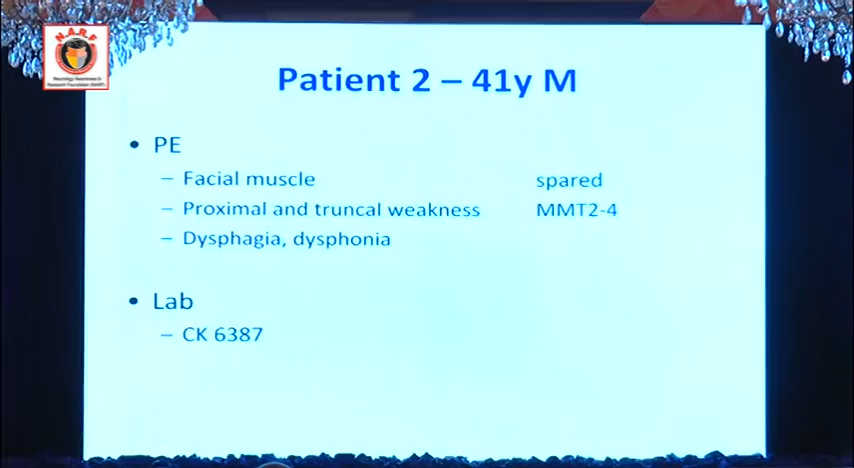 N.A.R.F
Patient 2 – 41y M
• PE
– Facial muscle spared
– Proximal and truncal weakness MMT2-4
– Dysphagia, dysphonia
• Lab
– CK 6387